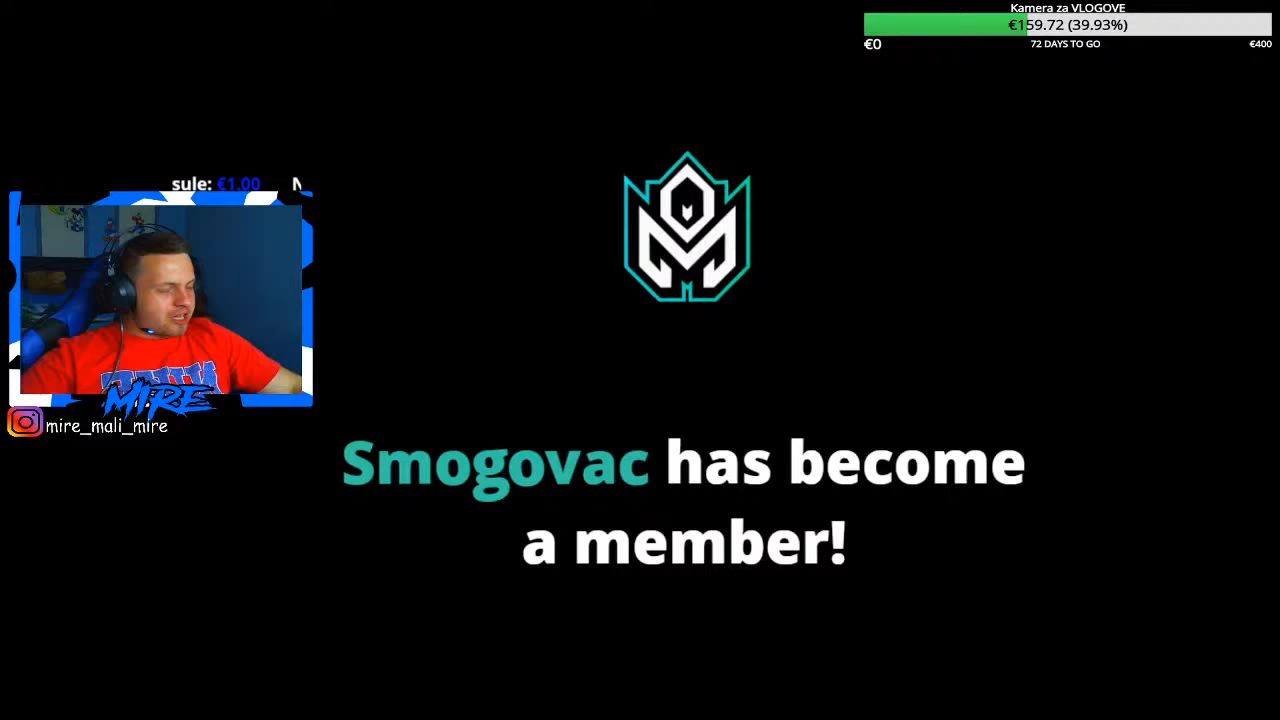 Kamera za VLOGOVE
€159.72 (39.93%)
€0 72 DAYS TO GO €400
sule: €1.00 N
MIRE
mire_mali_mire
Smogovac has become
a member!